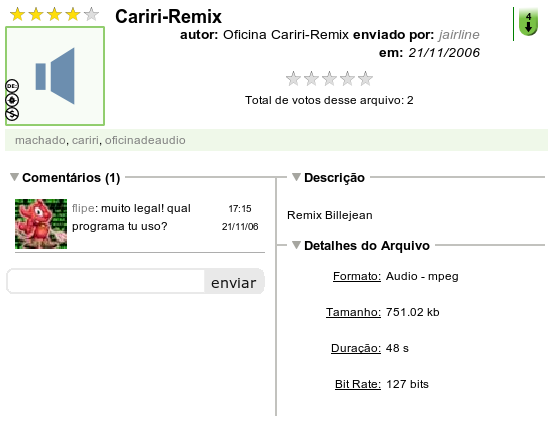 Cariri-Remix
autor: Oficina Cariri-Remix enviado por: jairline
em: 21/11/2006
4
Total de votos desse arquivo: 2
machado, cariri, oficinadeaudio
Comentários (1)
flipe: muito legal! qual 17:15
programa tu uso? 21/11/06
enviar
Descrição
Remix Billejean
Detalhes do Arquivo
Formato: Audio - mpeg
Tamanho: 751.02 kb
Duração: 48 s
Bit Rate: 127 bits